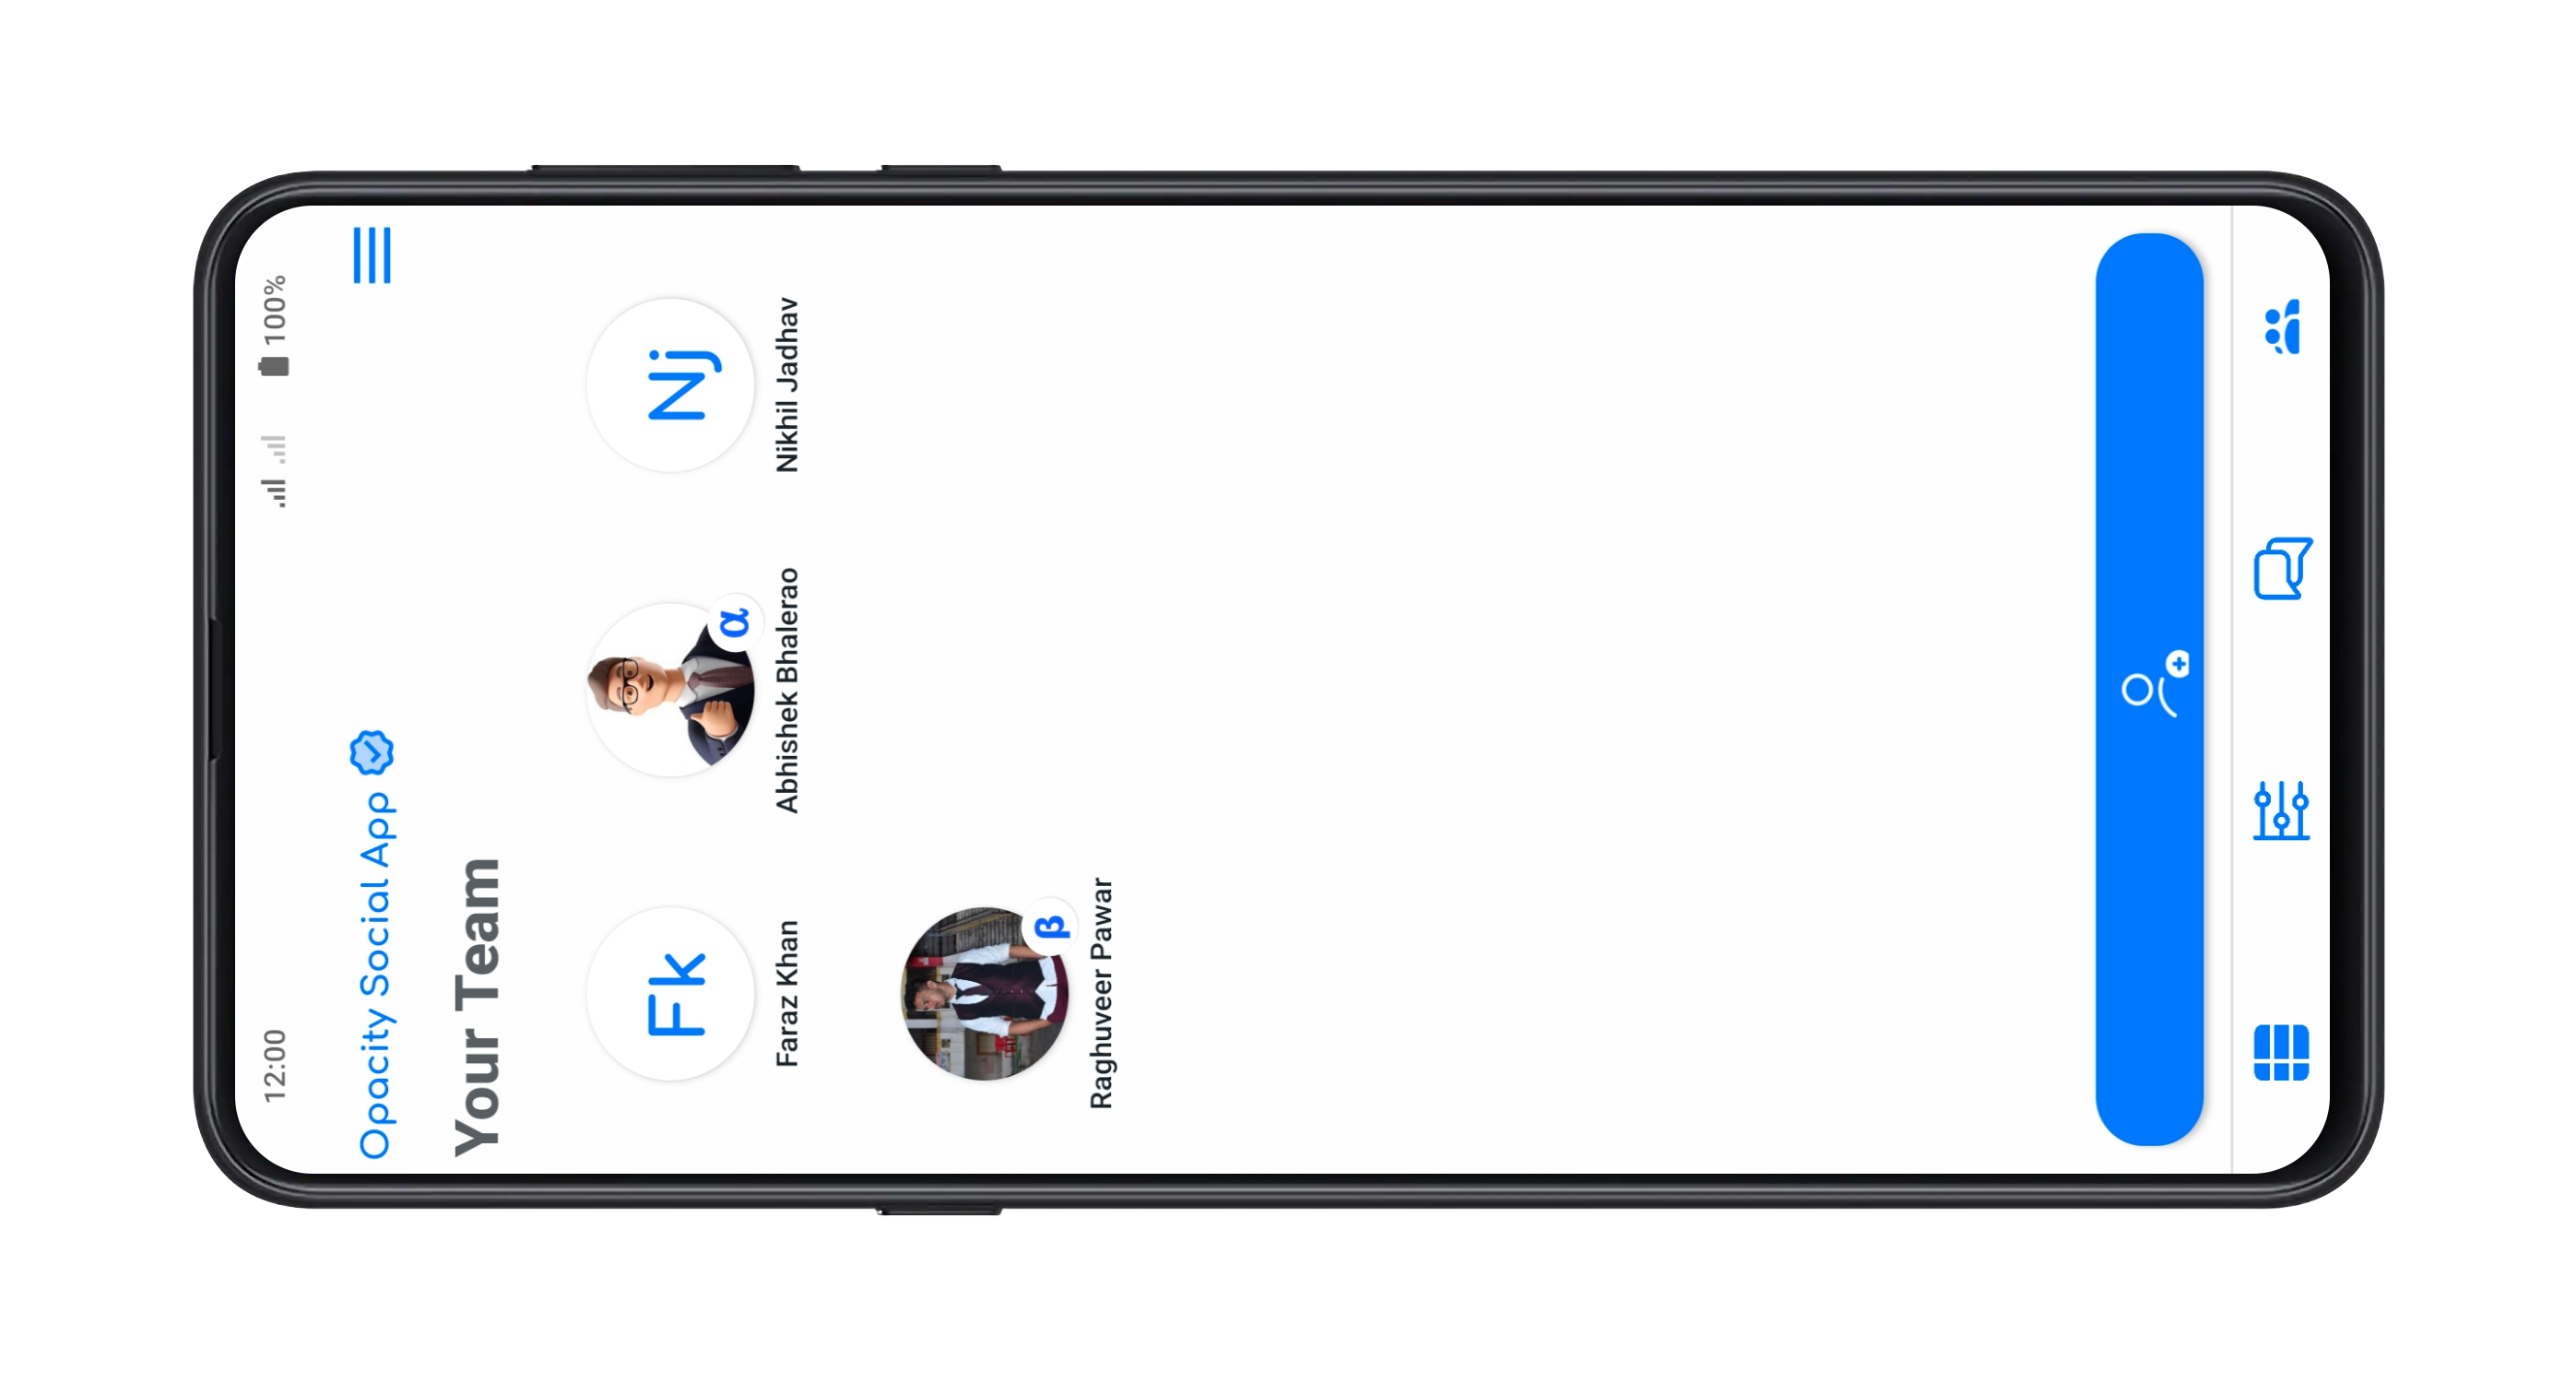 12:00 100%
Opacity Social App
Your Team
Fk
Nj
α
Faraz Khan
Abhishek Bhalerao
Nikhil Jadhav
β
Raghuveer Pawar